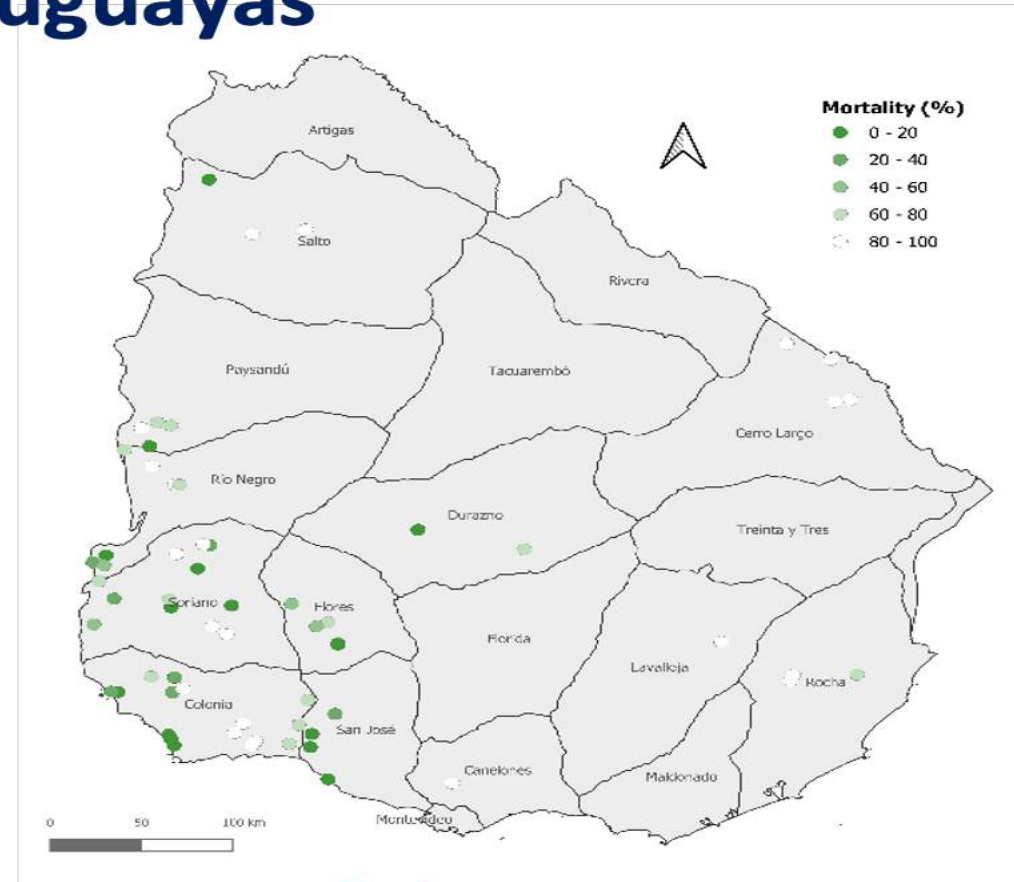 uguayas
Mortality (%)
0 - 20
20 - 40
40 - 60
60 - 80
80 - 100
Artigas
Salto
Rivera
Paysandú
Tacuarembó
Cerro Largo
Río Negro
Durazno
Treinta y Tres
Soriano
Flores
Florida
Lavalleja
Rocha
Colonia
San José
Canelones
Maldonado
Montevideo
0 50 100 km